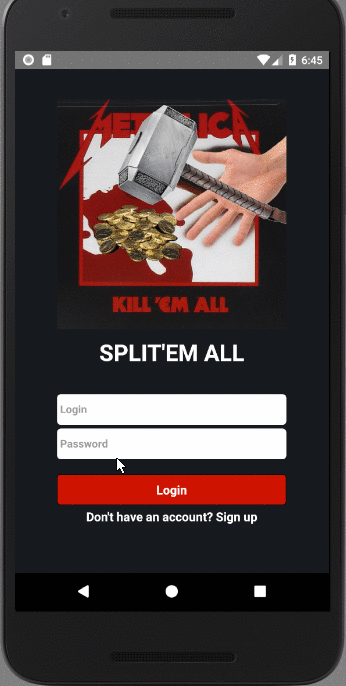 6:45
METALLICA
KILL 'EM ALL
SPLIT'EM ALL
Login
Password
Login
Don't have an account? Sign up